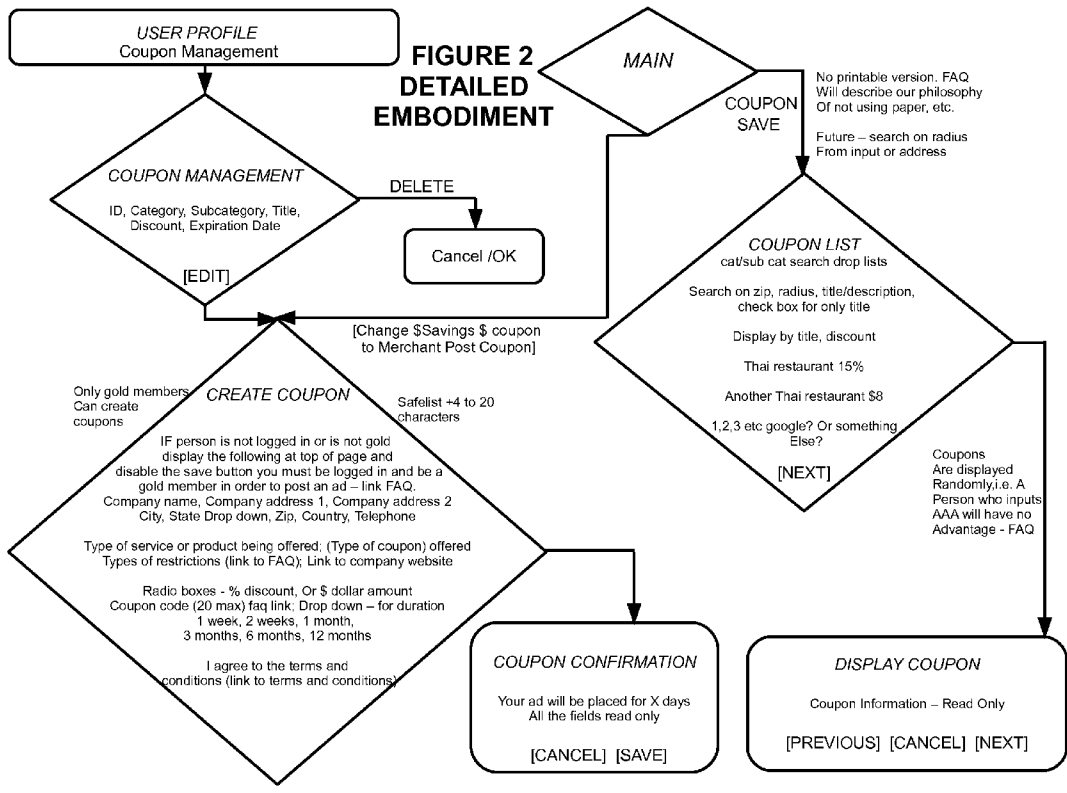 USER PROFILE
Coupon Management
FIGURE 2
DETAILED
EMBODIMENT
MAIN
COUPON
SAVE
No printable version. FAQ
Will describe our philosophy
Of not using paper, etc.
Future – search on radius
From input or address
COUPON MANAGEMENT
ID, Category, Subcategory, Title,
Discount, Expiration Date
[EDIT]
DELETE
Cancel /OK
[Change $Savings $ coupon
to Merchant Post Coupon]
COUPON LIST
cat/sub cat search drop lists
Search on zip, radius, title/description,
check box for only title
Display by title, discount
Thai restaurant 15%
Another Thai restaurant $8
1,2,3 etc google? Or something
Else?
[NEXT]
Coupons
Are displayed
Randomly,i.e. A
Person who inputs
AAA will have no
Advantage - FAQ
Only gold members
Can create
coupons
CREATE COUPON
Safelist +4 to 20
characters
IF person is not logged in or is not gold
display the following at top of page and
disable the save button you must be logged in and be a
gold member in order to post an ad – link FAQ.
Company name, Company address 1, Company address 2
City, State Drop down, Zip, Country, Telephone
Type of service or product being offered; (Type of coupon) offered
Types of restrictions (link to FAQ); Link to company website
Radio boxes - % discount, Or $ dollar amount
Coupon code (20 max) faq link; Drop down – for duration
1 week, 2 weeks, 1 month,
3 months, 6 months, 12 months
I agree to the terms and
conditions (link to terms and conditions)
COUPON CONFIRMATION
Your ad will be placed for X days
All the fields read only
[CANCEL] [SAVE]
DISPLAY COUPON
Coupon Information – Read Only
[PREVIOUS] [CANCEL] [NEXT]